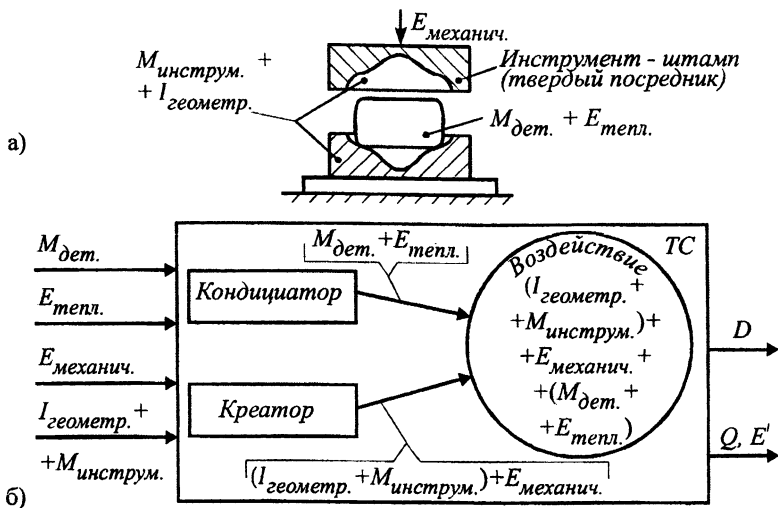 Eмеханич.
Mинструм. +
+ Iгеометр.
Инструмент - штамп
(твердый посредник)
Mдет. + Eтепл.
а)
Mдет.
Eтепл.
Eмеханич.
Iгеометр.+
+Mинструм.
Mдет.+Eтепл.
Кондициатор
Креатор
(Iгеометр.+Mинструм.)+Eмеханич.
Воздействие
(Iгеометр.+
+Mинструм.)+
+Eмеханич.+
+(Mдет.+
+Eтепл.)
ТС
D
Q, E'
б)